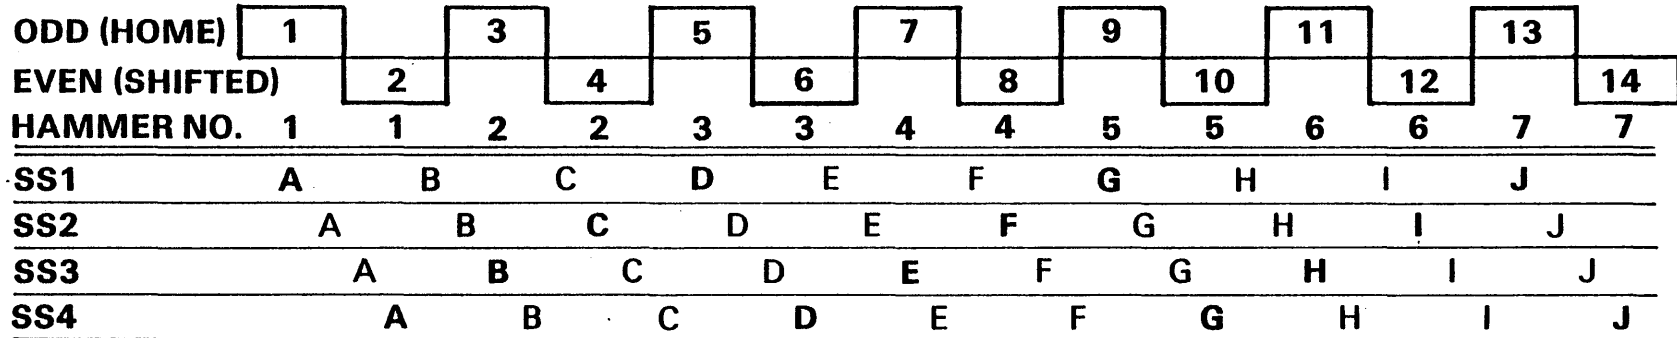 ODD (HOME) 1 3 5 7 9 11 13
EVEN (SHIFTED) 2 4 6 8 10 12 14
HAMMER NO. 1 1 2 2 3 3 4 4 5 5 6 6 7 7
SS1 A B C D E F G H I J
SS2 A B C D E F G H I J
SS3 A B C D E F G H I J
SS4 A B C D E F G H I J